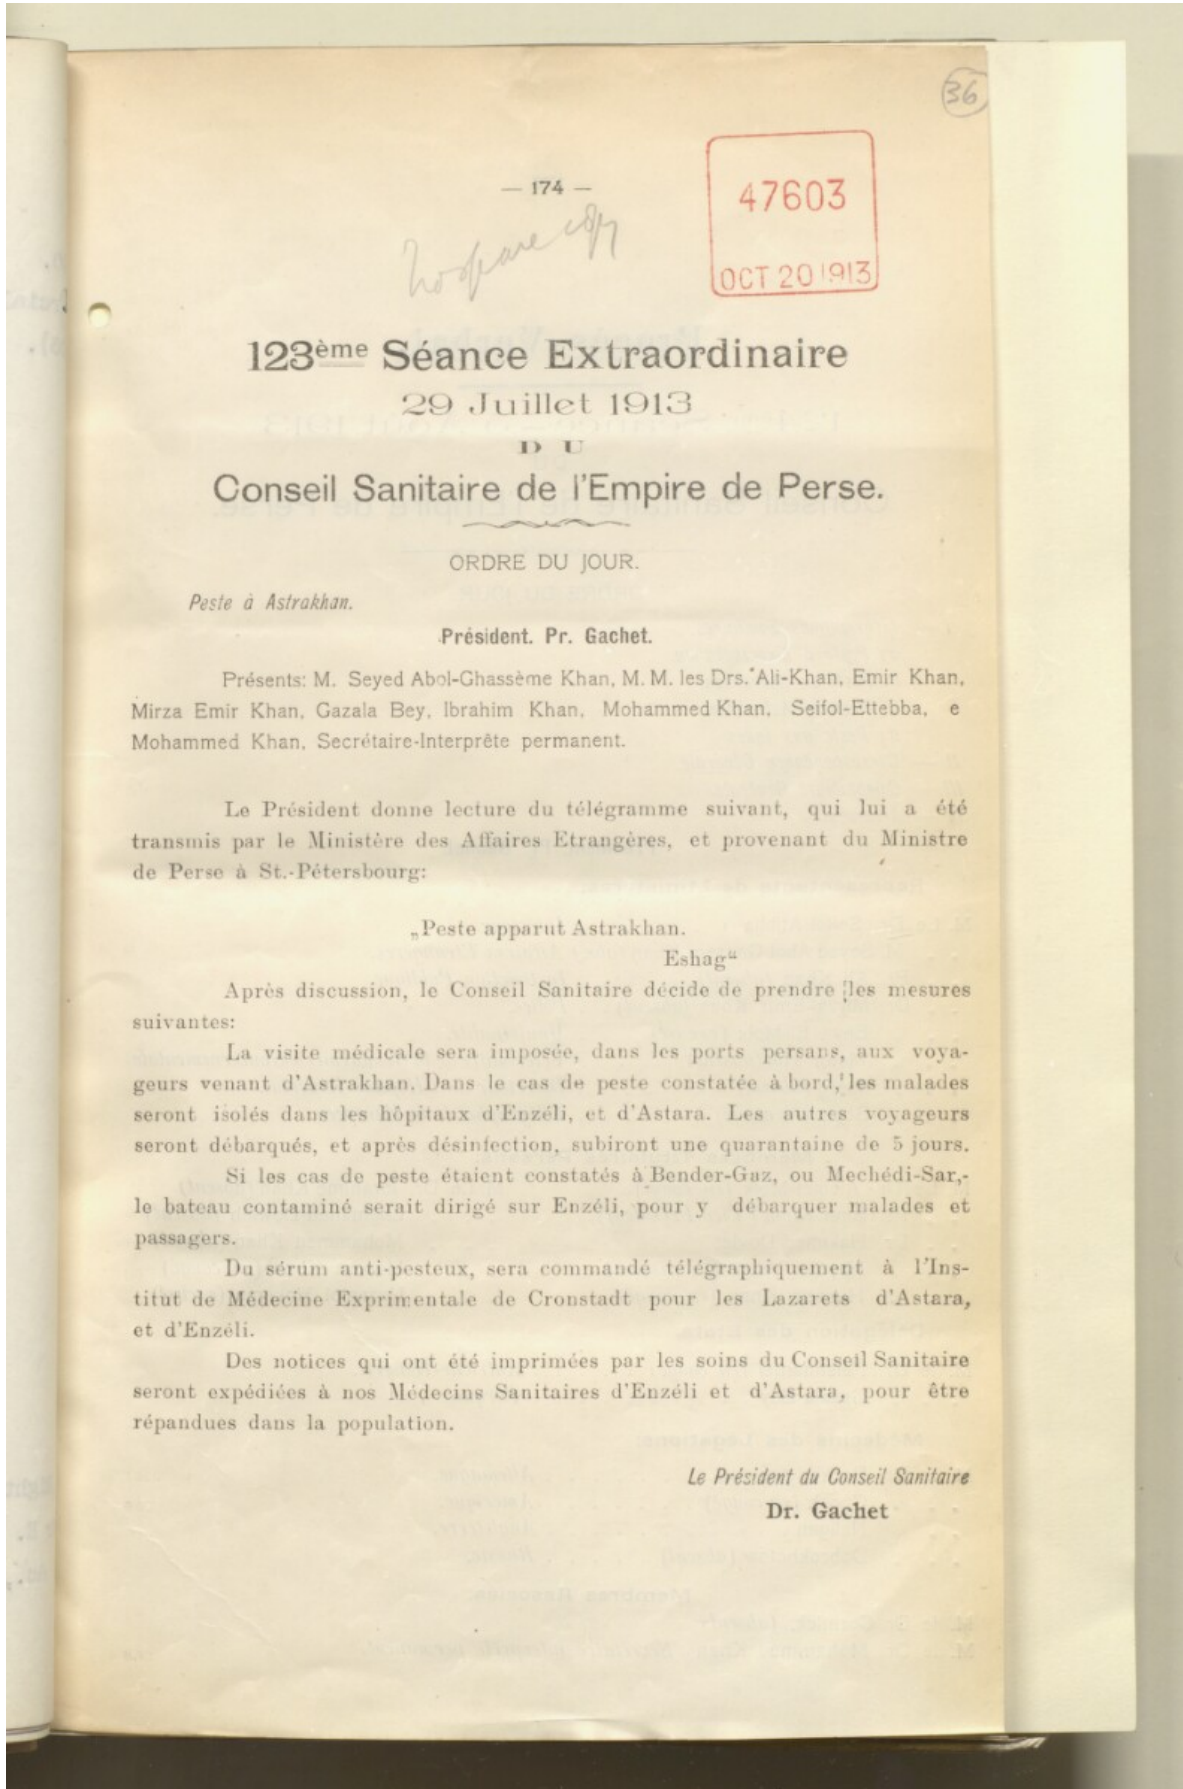 36
— 174 —
47603
OCT 20 1913
No spare copy
123ème Séance Extraordinaire
29 Juillet 1913
DU
Conseil Sanitaire de l'Empire de Perse.
ORDRE DU JOUR.
Peste à Astrakhan.
Président. Pr. Gachet.
Présents: M. Seyed Abol-Ghassème Khan, M. M. les Drs. Ali-Khan, Emir Khan,
Mirza Emir Khan, Gazala Bey, Ibrahim Khan, Mohammed Khan, Seifol-Ettebba, e
Mohammed Khan, Secrétaire-Interprête permanent.
Le Président donne lecture du télégramme suivant, qui lui a été
transmis par le Ministère des Affaires Etrangères, et provenant du Ministre
de Perse à St.-Pétersbourg:
„Peste apparut Astrakhan.
Eshag“
Après discussion, le Conseil Sanitaire décide de prendre les mesures
suivantes:
La visite médicale sera imposée, dans les ports persans, aux voya-
geurs venant d'Astrakhan. Dans le cas de peste constatée à bord, les malades
seront isolés dans les hôpitaux d'Enzéli, et d'Astara. Les autres voyageurs
seront débarqués, et après désinfection, subiront une quarantaine de 5 jours.
Si les cas de peste étaient constatés à Bender-Gaz, ou Mechédi-Sar,-
le bateau contaminé serait dirigé sur Enzéli, pour y débarquer malades et
passagers.
Du sérum anti-pesteux, sera commandé télégraphiquement à l'Ins-
titut de Médecine Exprimentale de Cronstadt pour les Lazarets d'Astara,
et d'Enzéli.
Des notices qui ont été imprimées par les soins du Conseil Sanitaire
seront expédiées à nos Médecins Sanitaires d'Enzéli et d'Astara, pour être
répandues dans la population.
Le Président du Conseil Sanitaire
Dr. Gachet